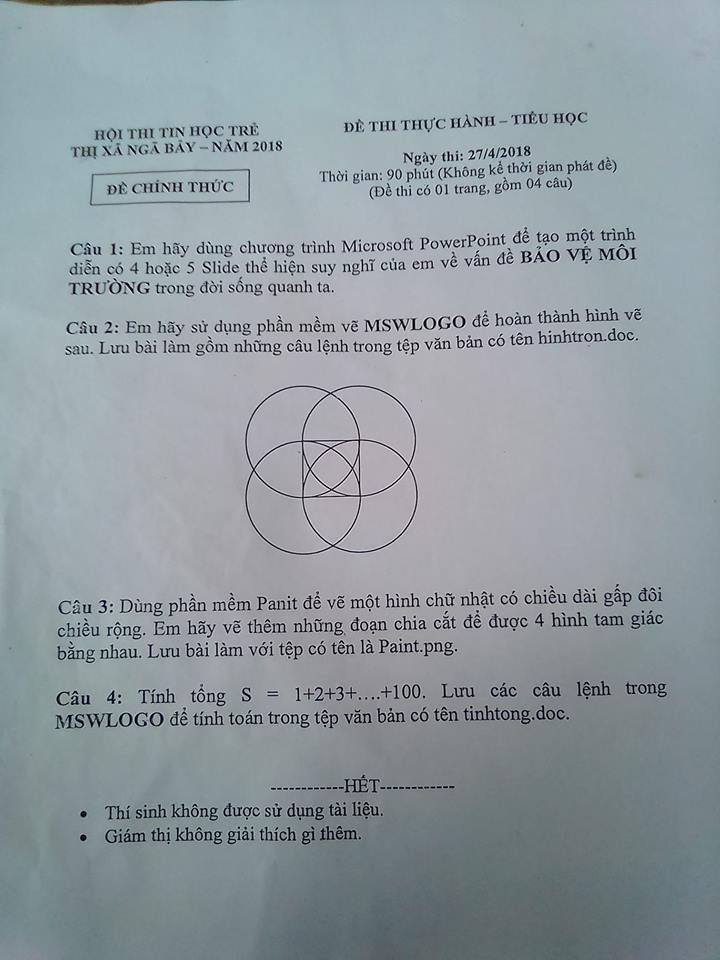 HỘI THI TIN HỌC TRẺ
THỊ XÃ NGÃ BẢY – NĂM 2018
ĐỀ CHÍNH THỨC
ĐỀ THI THỰC HÀNH – TIỂU HỌC
Ngày thi: 27/4/2018
Thời gian: 90 phút (Không kể thời gian phát đề)
(Đề thi có 01 trang, gồm 04 câu)
Câu 1: Em hãy dùng chương trình Microsoft PowerPoint để tạo một trình
diễn có 4 hoặc 5 Slide thể hiện suy nghĩ của em về vấn đề BẢO VỆ MÔI
TRƯỜNG trong đời sống quanh ta.
Câu 2: Em hãy sử dụng phần mềm vẽ MSWLOGO để hoàn thành hình vẽ
sau. Lưu bài làm gồm những câu lệnh trong tệp văn bản có tên hinhtron.doc.
Câu 3: Dùng phần mềm Panit để vẽ một hình chữ nhật có chiều dài gấp đôi
chiều rộng. Em hãy vẽ thêm những đoạn chia cắt để được 4 hình tam giác
bằng nhau. Lưu bài làm với tệp có tên là Paint.png.
Câu 4: Tính tổng S = 1+2+3+….+100. Lưu các câu lệnh trong
MSWLOGO để tính toán trong tệp văn bản có tên tinhtong.doc.
------------HẾT------------
• Thí sinh không được sử dụng tài liệu.
• Giám thị không giải thích gì thêm.